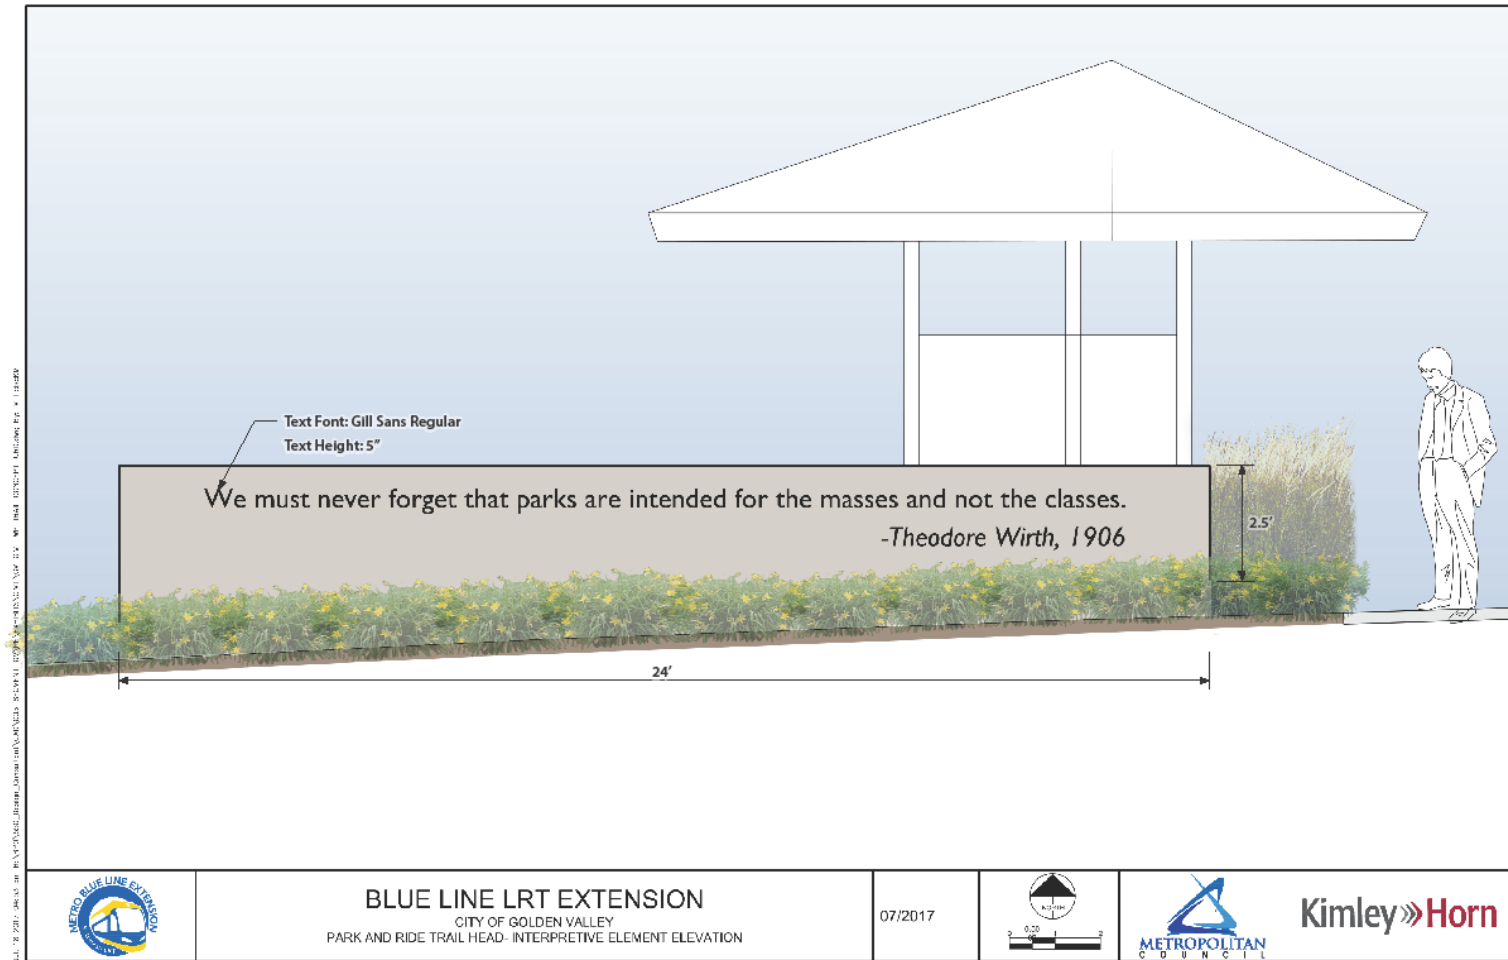 Text Font: Gill Sans Regular
Text Height: 5"
We must never forget that parks are intended for the masses and not the classes.
-Theodore Wirth, 1906
2.5'
24'
METRO BLUE LINE EXTENSION
BLUE LINE LRT EXTENSION
CITY OF GOLDEN VALLEY
PARK AND RIDE TRAIL HEAD- INTERPRETIVE ELEMENT ELEVATION
07/2017
NORTH
METROPOLITAN
COUNCIL
Kimley»Horn